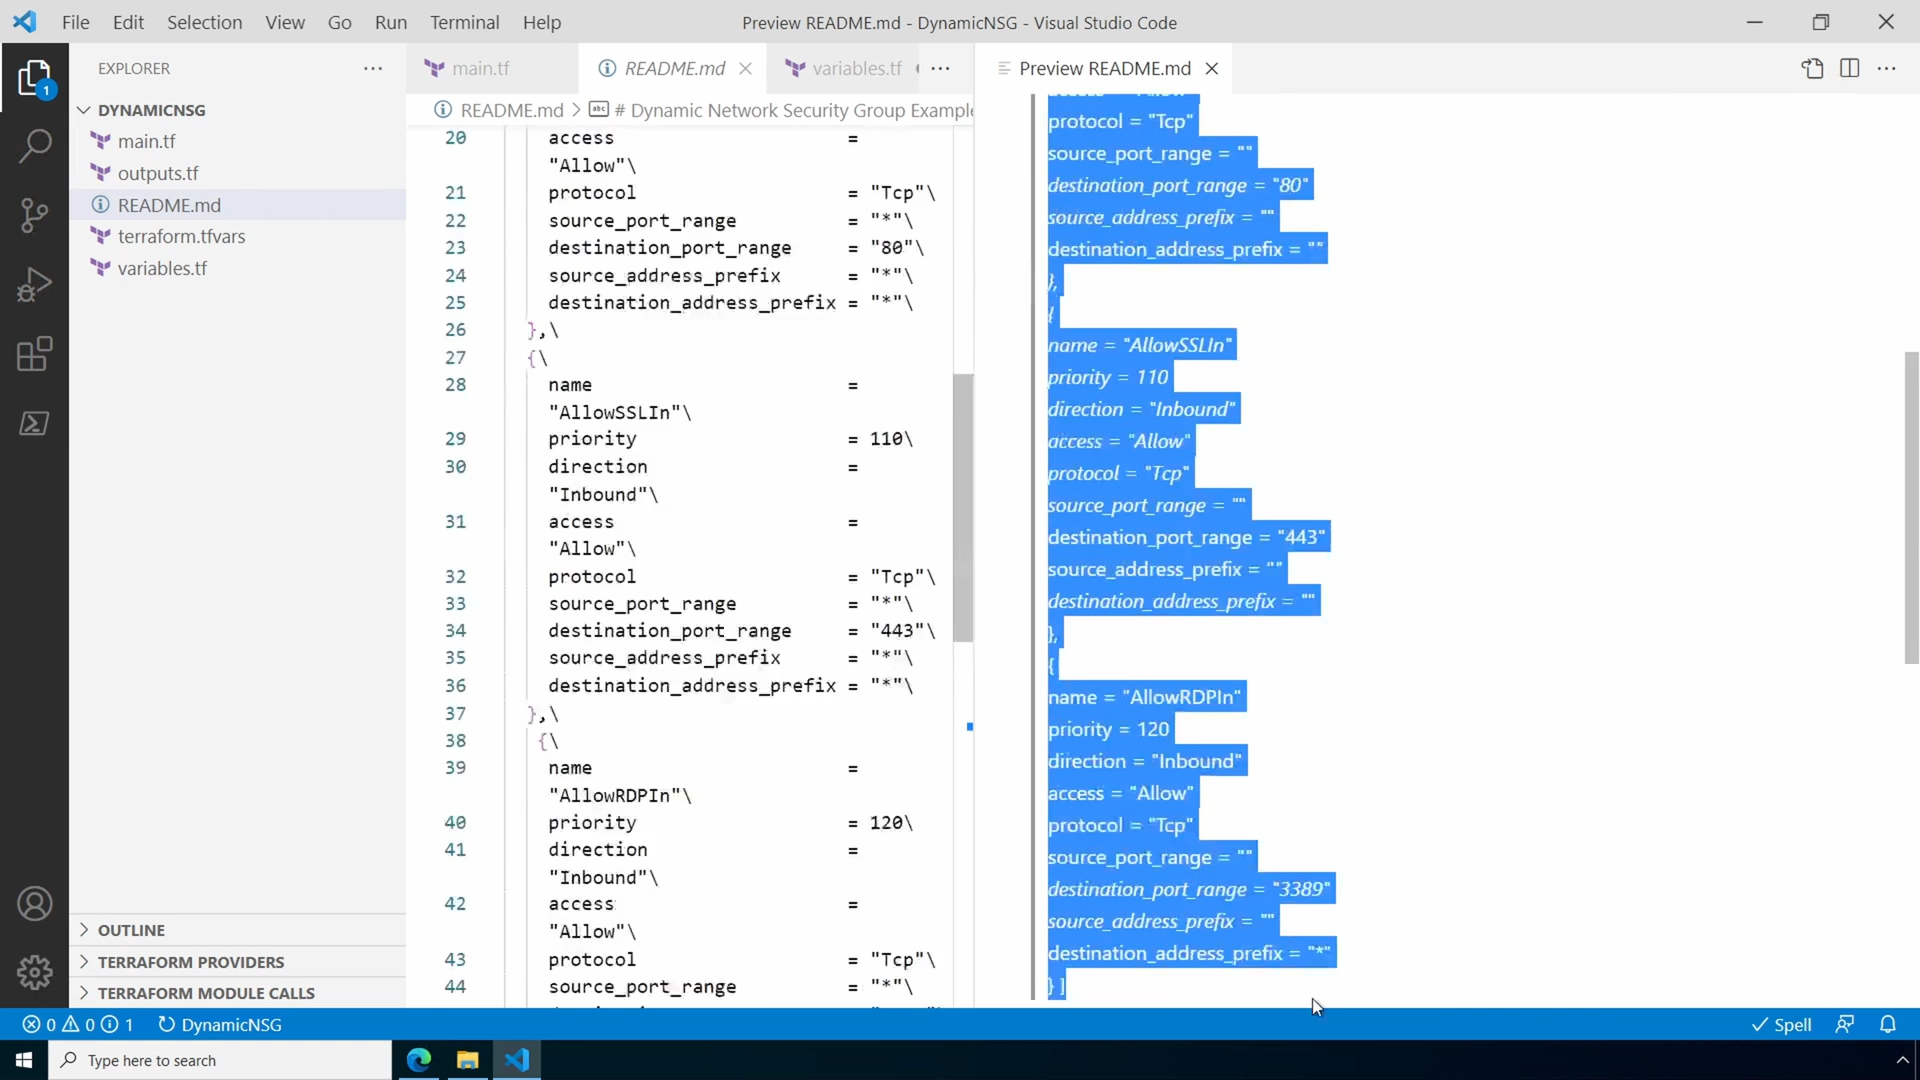 File Edit Selection View Go Run Terminal Help
Preview README.md - DynamicNSG - Visual Studio Code
EXPLORER
DYNAMICNSG
main.tf
outputs.tf
README.md
terraform.tfvars
variables.tf
OUTLINE
TERRAFORM PROVIDERS
TERRAFORM MODULE CALLS
1
main.tf
README.md
variables.tf
README.md > # Dynamic Network Security Group Example
20 access =
"Allow"\
21 protocol = "Tcp"\
22 source_port_range = "*"\
23 destination_port_range = "80"\
24 source_address_prefix = "*"\
25 destination_address_prefix = "*"\
26 },\
27 {\
28 name =
"AllowSSLIn"\
29 priority = 110\
30 direction =
"Inbound"\
31 access =
"Allow"\
32 protocol = "Tcp"\
33 source_port_range = "*"\
34 destination_port_range = "443"\
35 source_address_prefix = "*"\
36 destination_address_prefix = "*"\
37 },\
38 {\
39 name =
"AllowRDPIn"\
40 priority = 120\
41 direction =
"Inbound"\
42 access =
"Allow"\
43 protocol = "Tcp"\
44 source_port_range = "*"\
Preview README.md
protocol = "Tcp"
source_port_range = ""
destination_port_range = "80"
source_address_prefix = ""
destination_address_prefix = ""
},
{
name = "AllowSSLIn"
priority = 110
direction = "Inbound"
access = "Allow"
protocol = "Tcp"
source_port_range = ""
destination_port_range = "443"
source_address_prefix = ""
destination_address_prefix = ""
},
{
name = "AllowRDPIn"
priority = 120
direction = "Inbound"
access = "Allow"
protocol = "Tcp"
source_port_range = ""
destination_port_range = "3389"
source_address_prefix = ""
destination_address_prefix = "*"
} ]
0 0 1 DynamicNSG
Spell
Type here to search